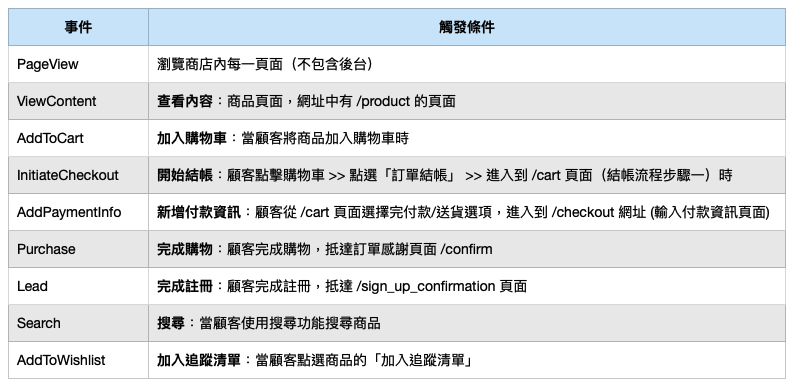 事件 觸發條件
PageView 瀏覽商店內每一頁面（不包含後台）
ViewContent 查看內容：商品頁面，網址中有 /product 的頁面
AddToCart 加入購物車：當顧客將商品加入購物車時
InitiateCheckout 開始結帳：顧客點擊購物車 >> 點選「訂單結帳」 >> 進入到 /cart 頁面（結帳流程步驟一）時
AddPaymentInfo 新增付款資訊：顧客從 /cart 頁面選擇完付款/送貨選項，進入到 /checkout 網址 (輸入付款資訊頁面)
Purchase 完成購物：顧客完成購物，抵達訂單感謝頁面 /confirm
Lead 完成註冊：顧客完成註冊，抵達 /sign_up_confirmation 頁面
Search 搜尋：當顧客使用搜尋功能搜尋商品
AddToWishlist 加入追蹤清單：當顧客點選商品的「加入追蹤清單」